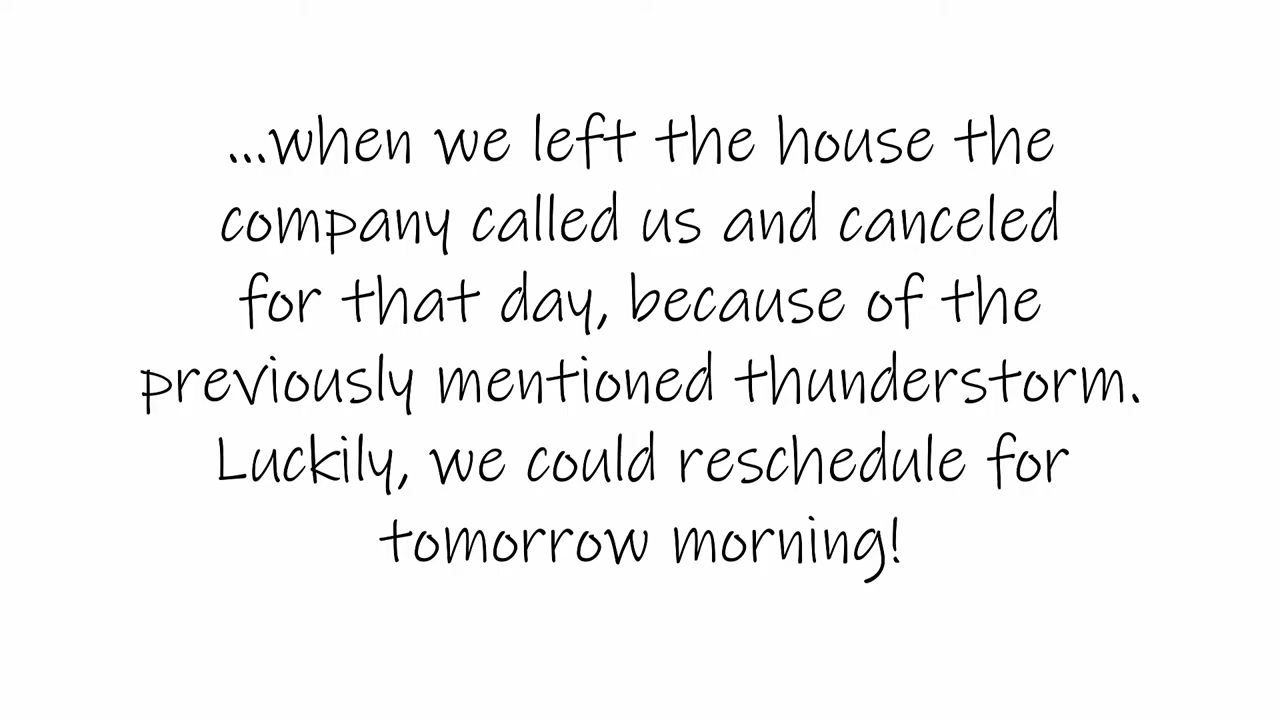 ...when we left the house the
company called us and canceled
for that day, because of the
previously mentioned thunderstorm.
Luckily, we could reschedule for
tomorrow morning!